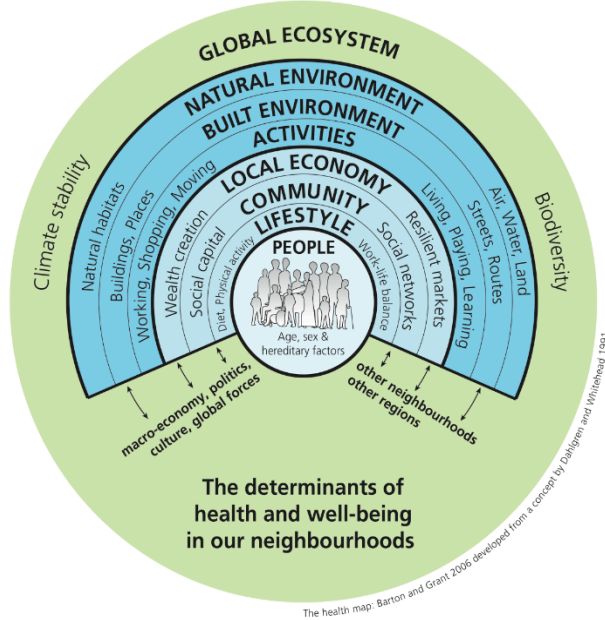 GLOBAL ECOSYSTEM
NATURAL ENVIRONMENT
BUILT ENVIRONMENT
ACTIVITIES
LOCAL ECONOMY
COMMUNITY
LIFESTYLE
PEOPLE
Age, sex &
hereditary factors
Climate stability
Natural habitats
Buildings, Places
Working, Shopping, Moving
Wealth creation
Social capital
Diet, Physical activity
Work-life balance
Social networks
Resilient markets
Living, Playing, Learning
Streets, Routes
Air, Water, Land
Biodiversity
macro-economy, politics,
culture, global forces
other neighbourhoods
other regions
The determinants of
health and well-being
in our neighbourhoods
The health map: Barton and Grant 2006 developed from a concept by Dahlgren and Whitehead 1991